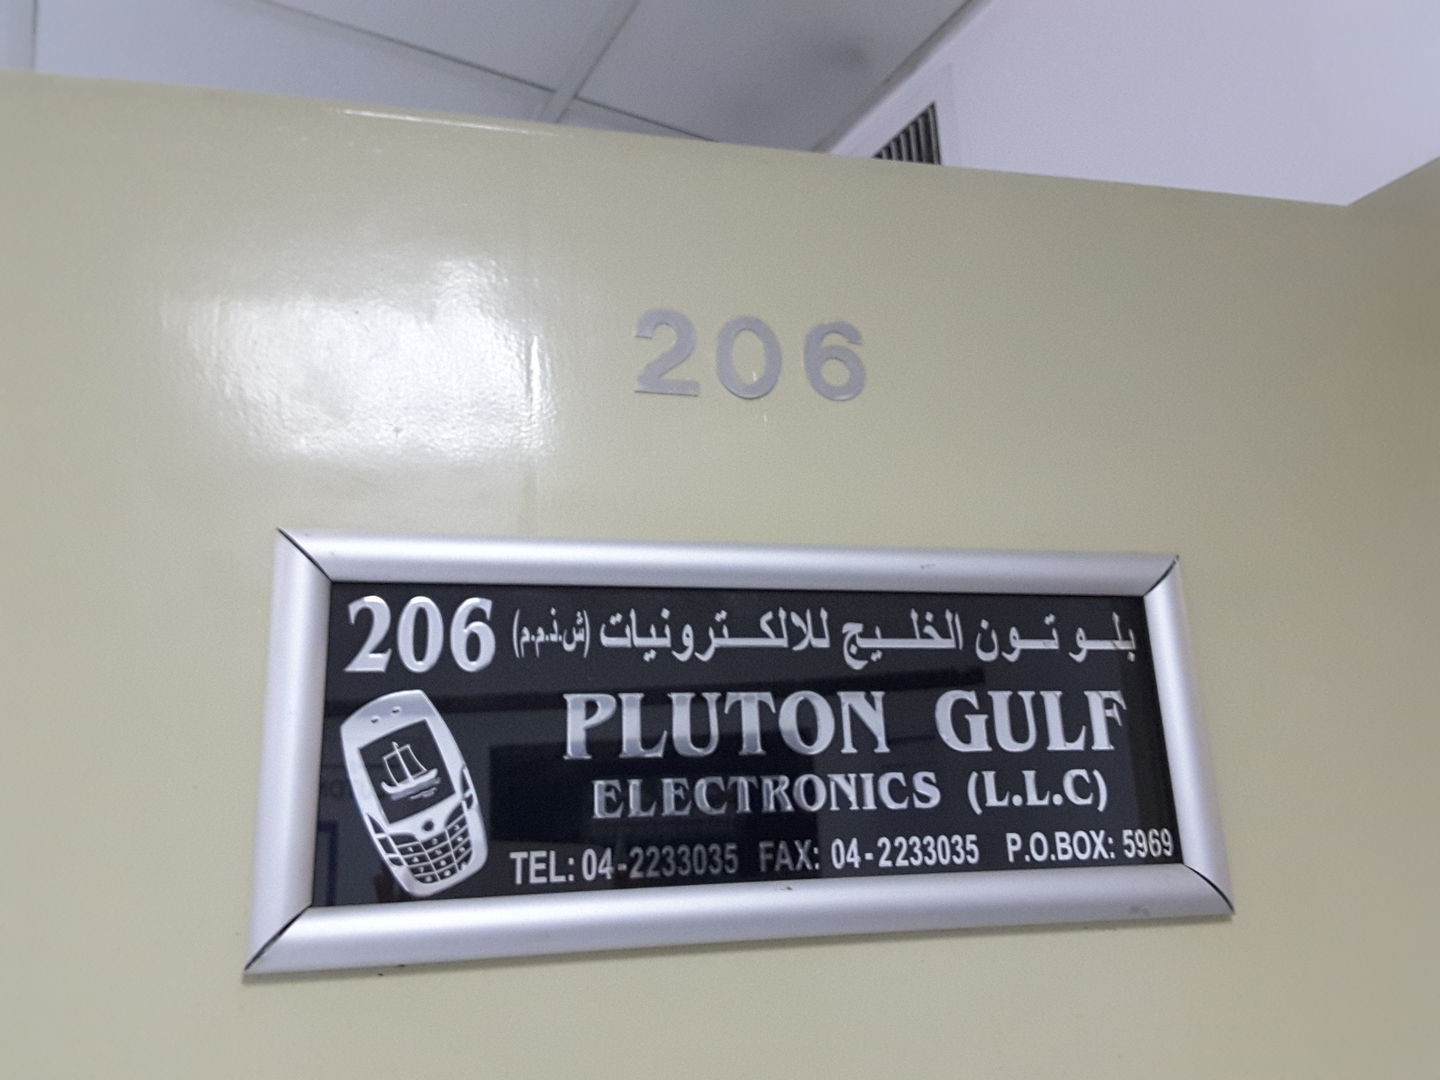 206
206 بلوتون الخليج للالكترونيات (ش.ذ.م.م)
PLUTON GULF
ELECTRONICS (L.L.C)
TEL: 04-2233035 FAX: 04-2233035 P.O.BOX: 5969